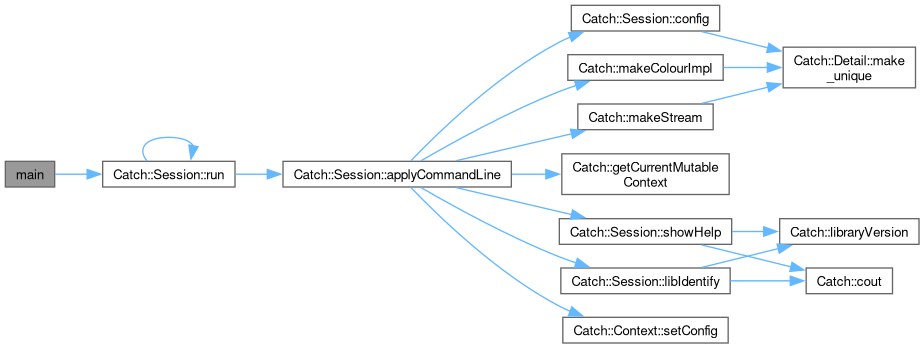 main
Catch::Session::run
Catch::Session::applyCommandLine
Catch::Session::config
Catch::makeColourImpl
Catch::makeStream
Catch::getCurrentMutable
Context
Catch::Session::showHelp
Catch::Session::libIdentify
Catch::Context::setConfig
Catch::Detail::make
_unique
Catch::libraryVersion
Catch::cout